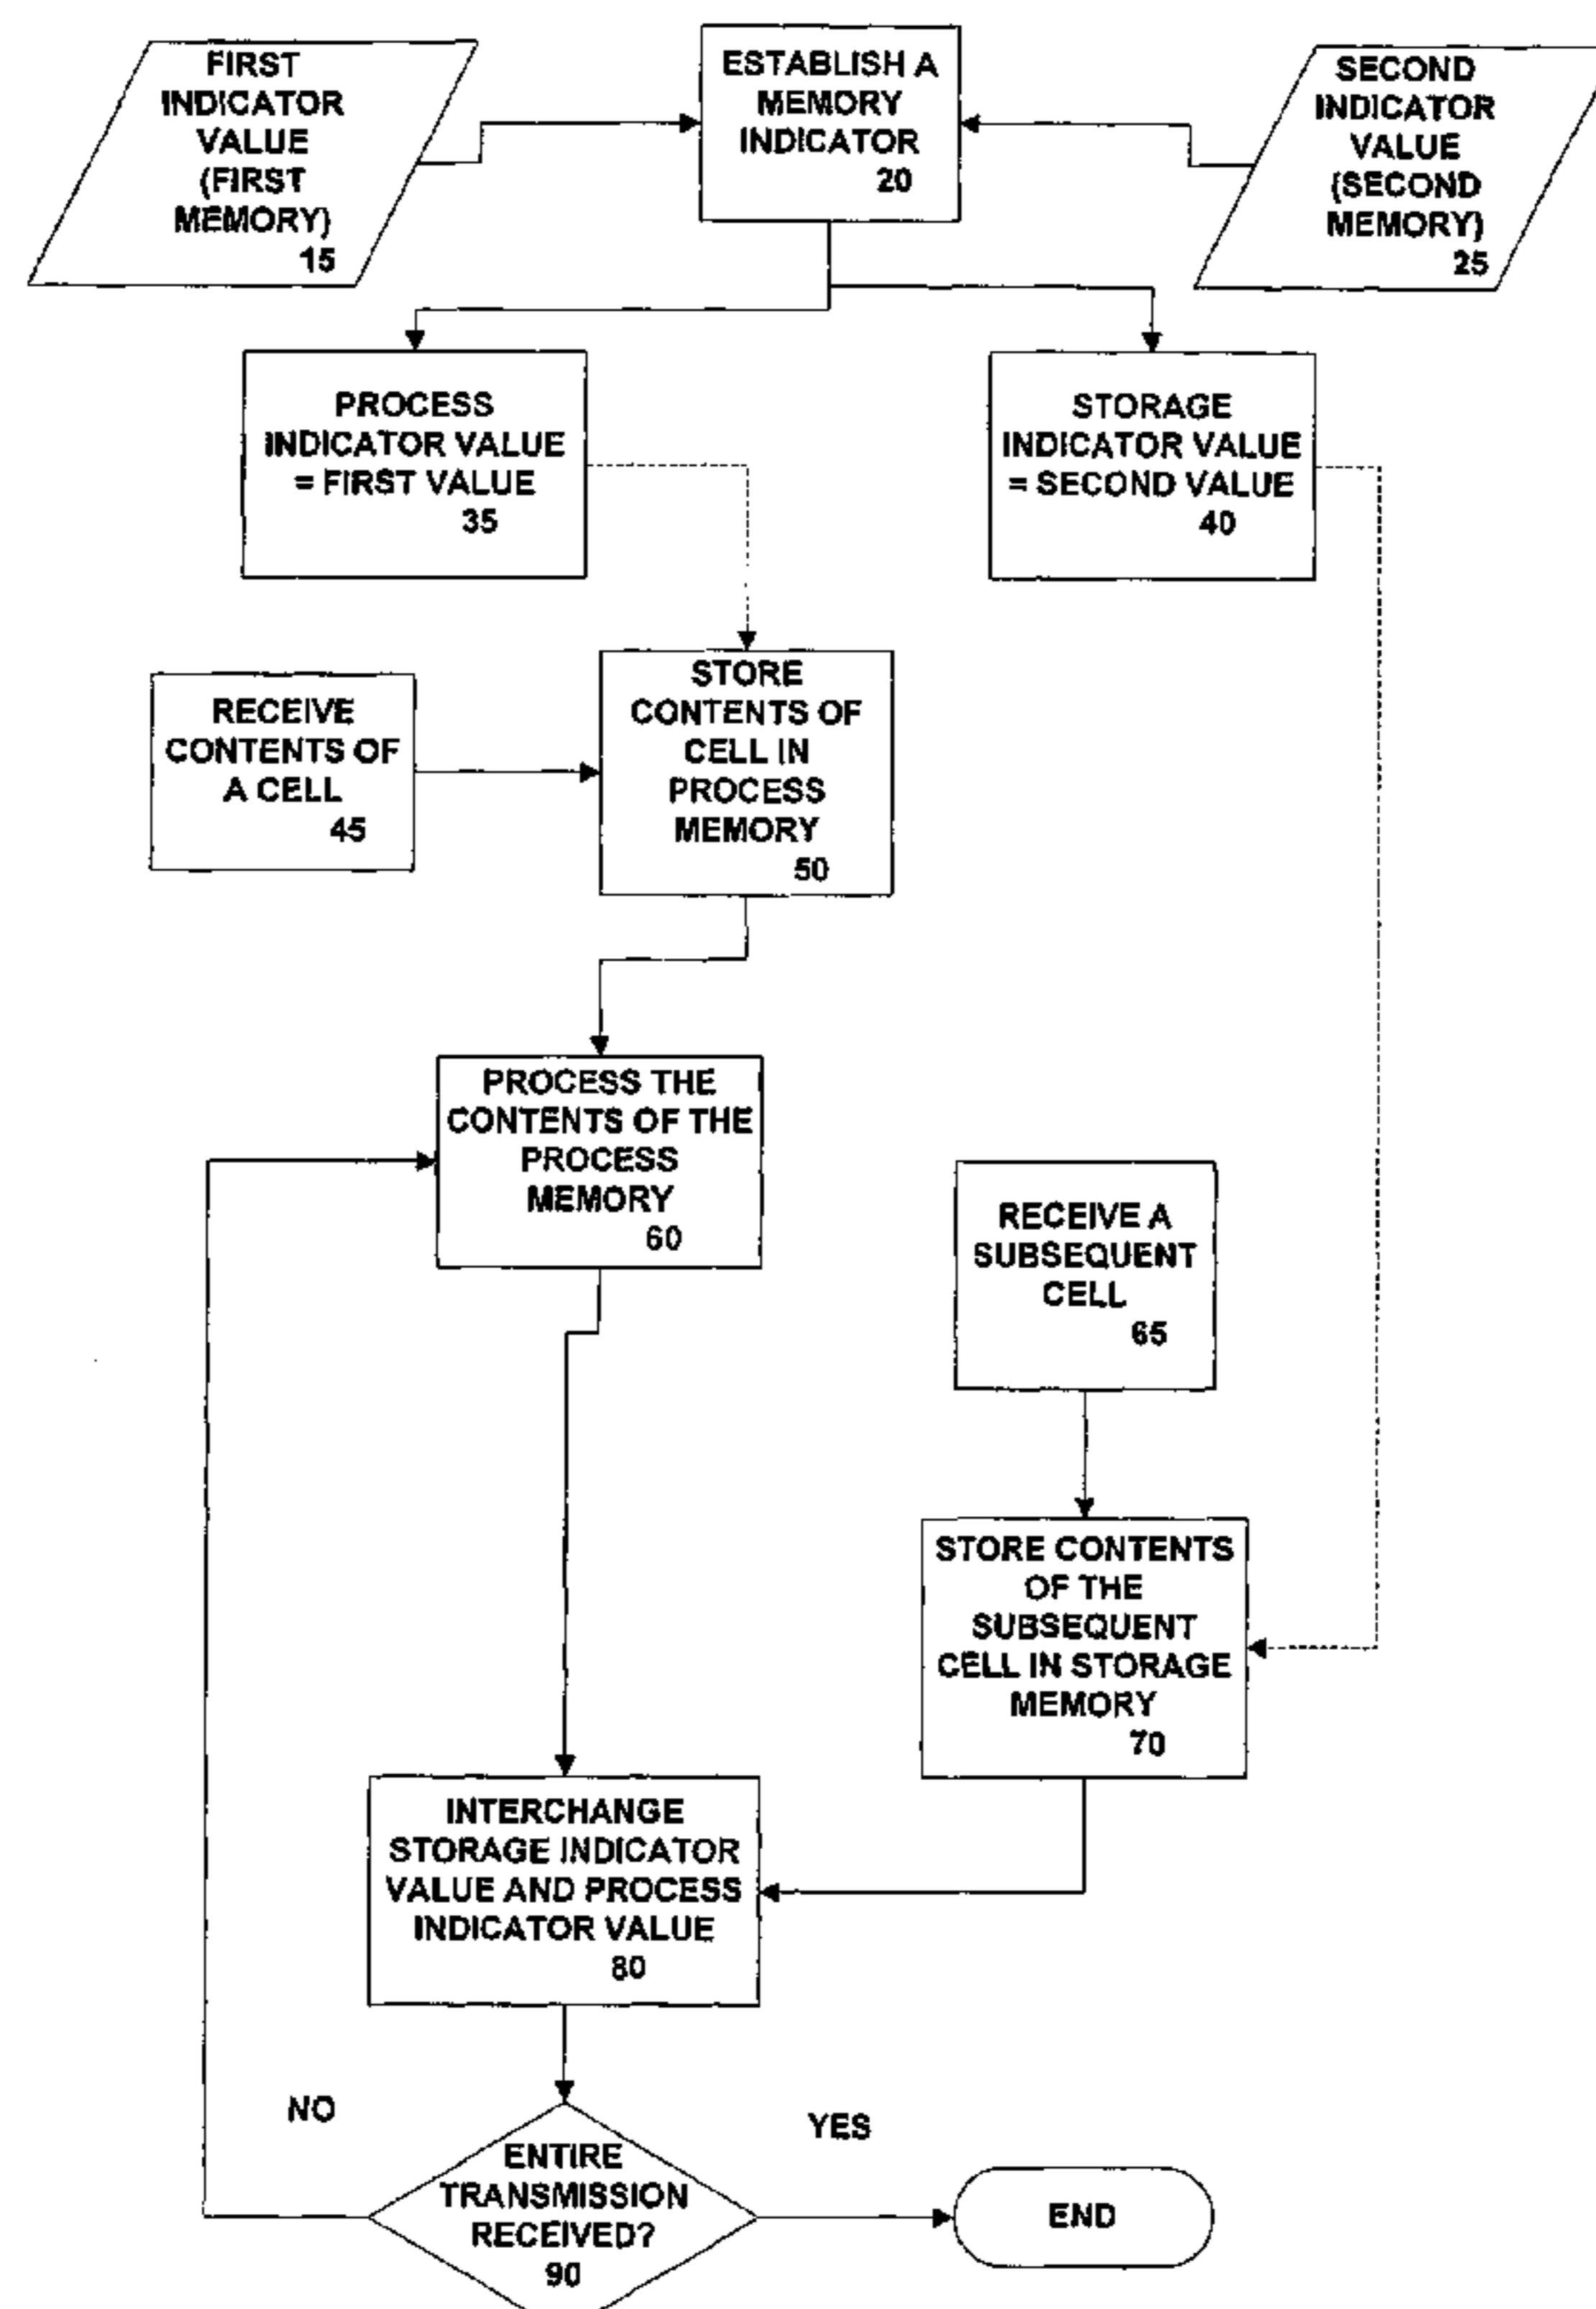 FIRST
INDICATOR
VALUE
(FIRST
MEMORY)
15
ESTABLISH A
MEMORY
INDICATOR
20
SECOND
INDICATOR
VALUE
(SECOND
MEMORY)
25
PROCESS
INDICATOR VALUE
= FIRST VALUE
35
STORAGE
INDICATOR VALUE
= SECOND VALUE
40
RECEIVE
CONTENTS OF
A CELL
45
STORE
CONTENTS OF
CELL IN
PROCESS
MEMORY
50
PROCESS THE
CONTENTS OF THE
PROCESS
MEMORY
60
RECEIVE A
SUBSEQUENT
CELL
65
STORE CONTENTS
OF THE
SUBSEQUENT
CELL IN STORAGE
MEMORY
70
INTERCHANGE
STORAGE INDICATOR
VALUE AND PROCESS
INDICATOR VALUE
80
NO
YES
ENTIRE
TRANSMISSION
RECEIVED?
90
END